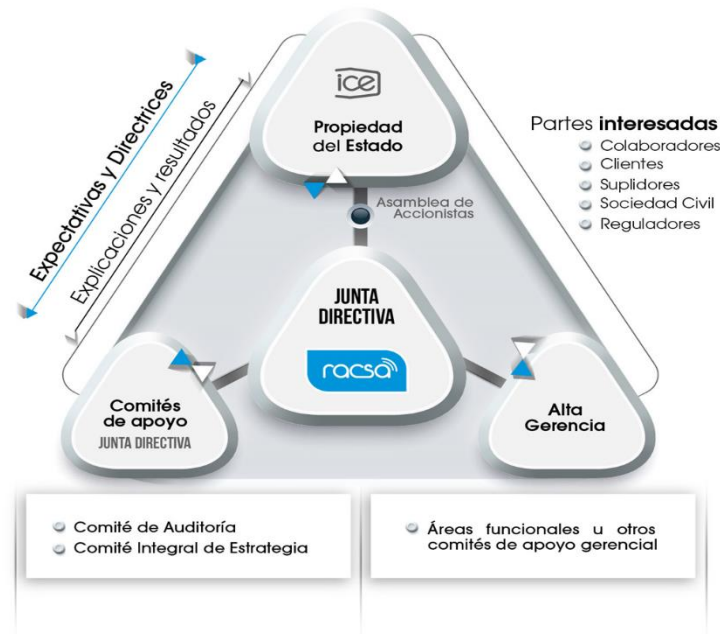 Expectativas y Directrices
Explicaciones y resultados
ice
Propiedad
del Estado
Asamblea de
Accionistas
Partes interesadas
Colaboradores
Clientes
Suplidores
Sociedad Civil
Reguladores
JUNTA
DIRECTIVA
racsa
Comités
de apoyo
JUNTA DIRECTIVA
Alta
Gerencia
Comité de Auditoría
Comité Integral de Estrategia
Áreas funcionales u otros
comités de apoyo gerencial